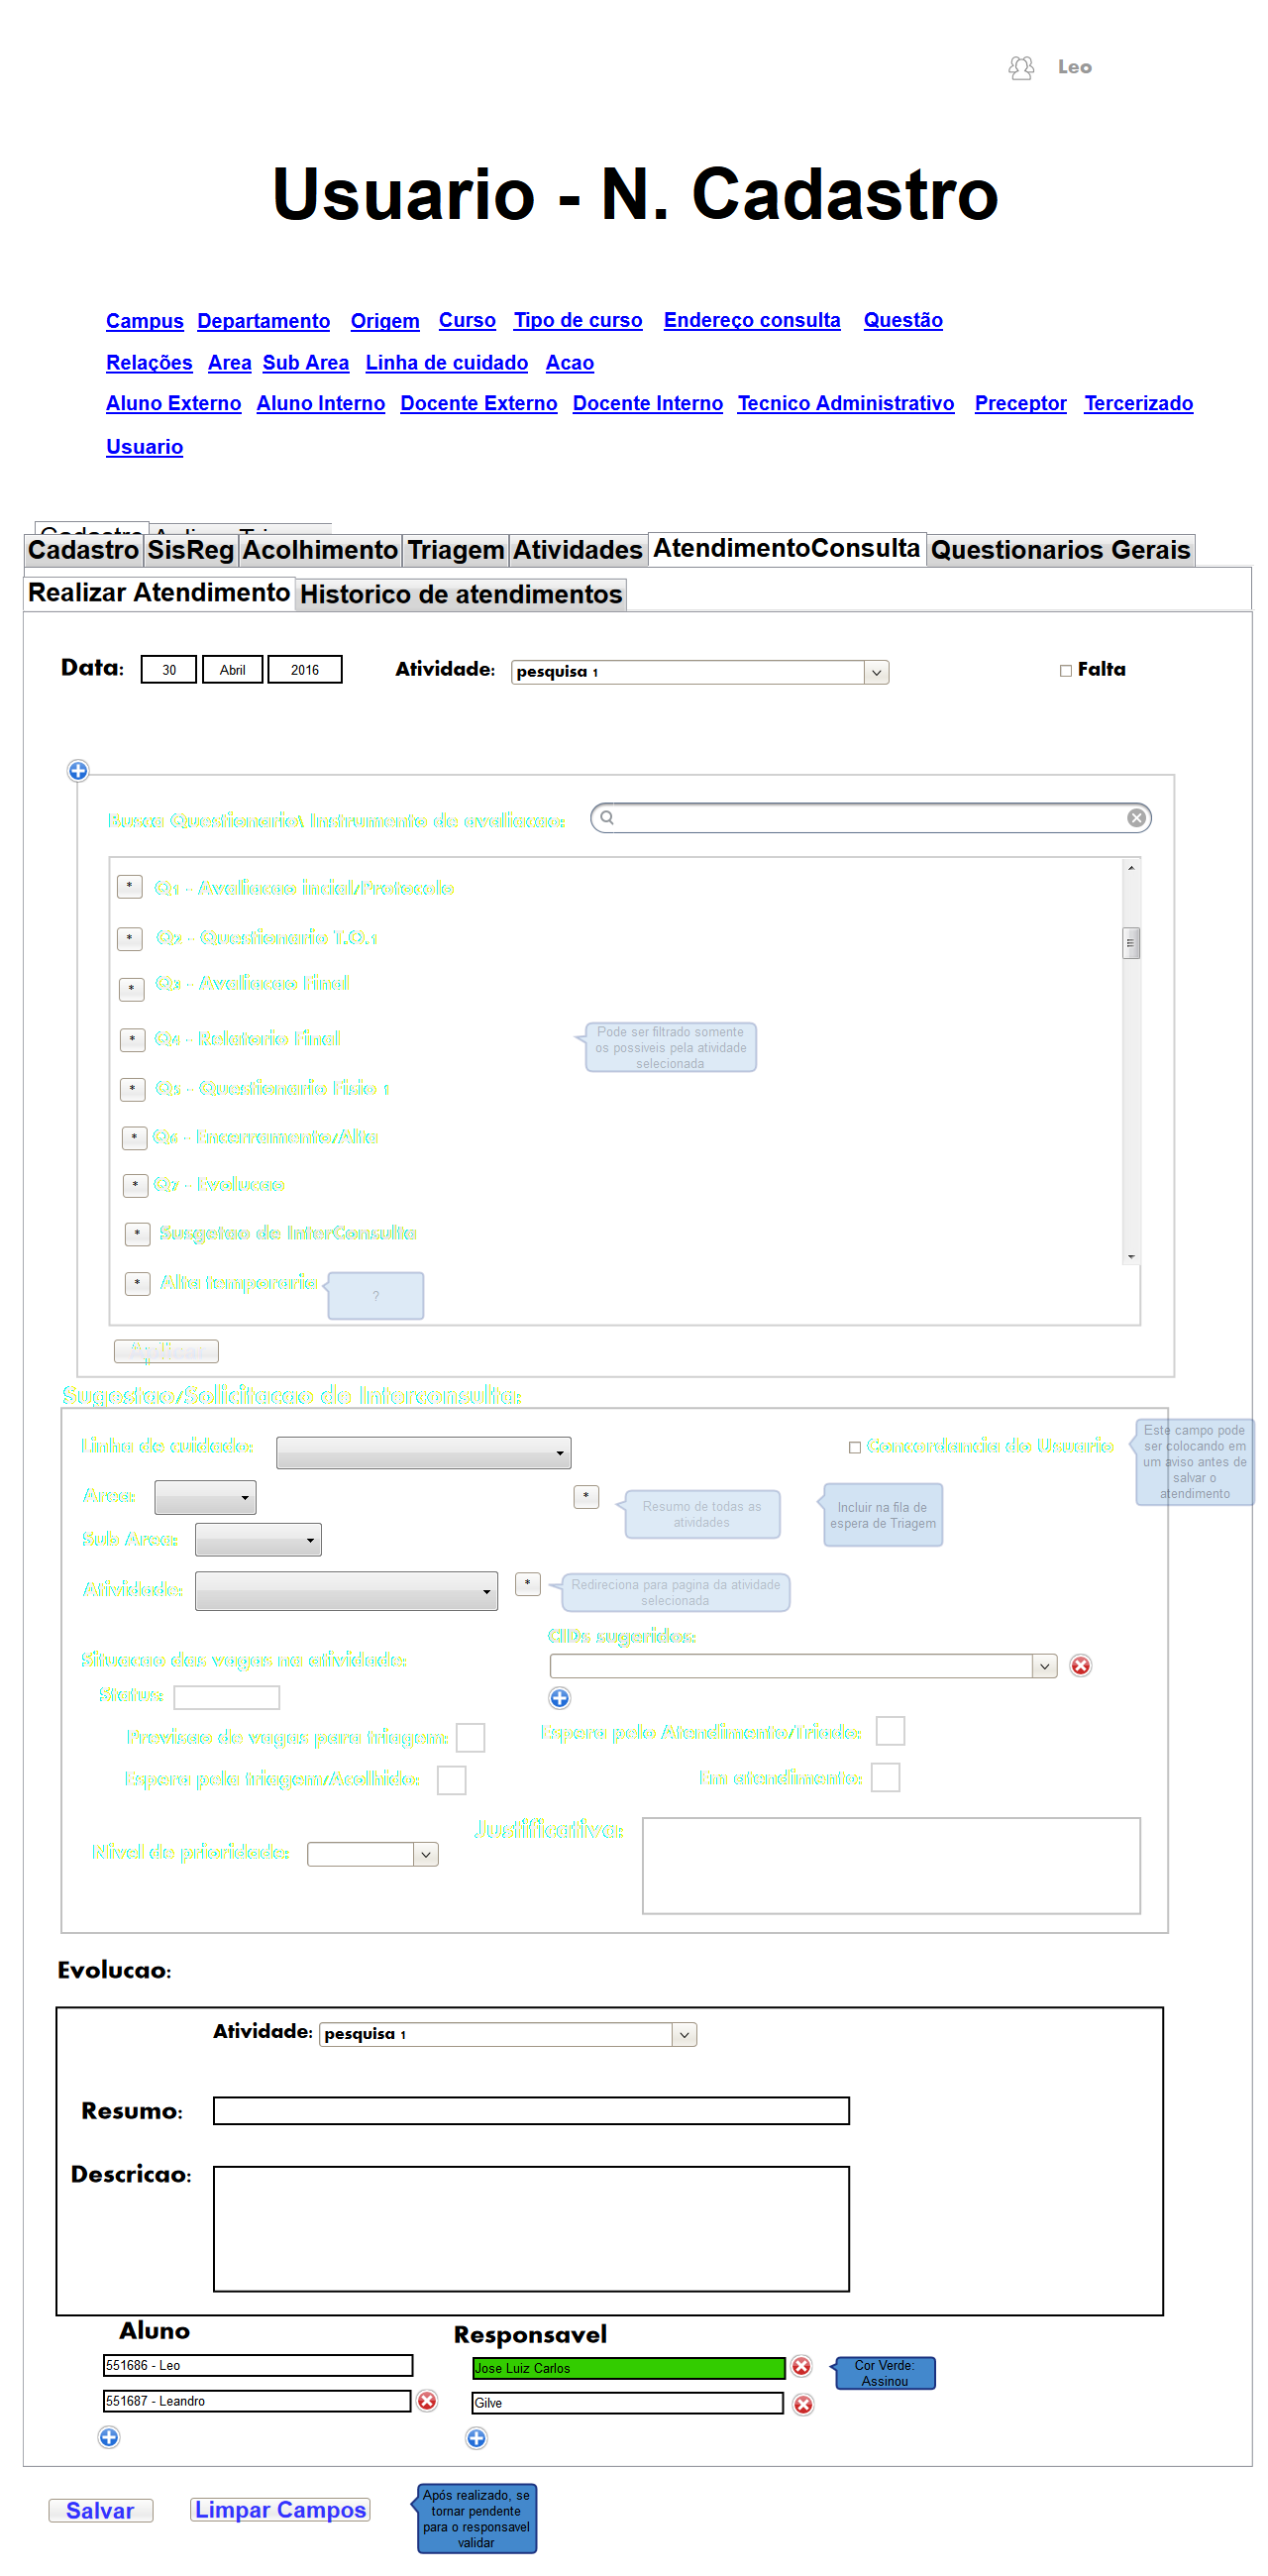 Leo
Usuario - N. Cadastro
Campus Departamento Origem Curso Tipo de curso Endereço consulta Questão
Relações Area Sub Area Linha de cuidado Acao
Aluno Externo Aluno Interno Docente Externo Docente Interno Tecnico Administrativo Preceptor Tercerizado
Usuario
Cadastro
Cadastro SisReg Acolhimento Triagem Atividades AtendimentoConsulta Questionarios Gerais
Realizar Atendimento Historico de atendimentos
Data: 30 Abril 2016 Atividade: pesquisa 1 Falta
Busca Questionario\ Instrumento de avaliacao:
* Q1 - Avaliacao incial/Protocolo
* Q2 - Questionario T.O.1
* Q3 - Avaliacao Final
* Q4 - Relatorio Final
Pode ser filtrado somente
os possiveis pela atividade
selecionada
* Q5 - Questionario Fisio 1
* Q6 - Encerramento/Alta
* Q7 - Evolucao
* Susgetao de InterConsulta
* Alta temporaria ?
Aplicar
Sugestao/Solicitacao de Interconsulta:
Linha de cuidado: Concordancia do Usuario
Este campo pode
ser colocando em
um aviso antes de
salvar o
atendimento
Area: *
Resumo de todas as
atividades
Incluir na fila de
espera de Triagem
Sub Area:
Atividade: *
Redireciona para pagina da atividade
selecionada
CIDs sugeridos:
Situacao das vagas na atividade:
Status:
Previsao de vagas para triagem: Espera pelo Atendimento/Triado:
Espera pela triagem/Acolhido: Em atendimento:
Justificativa:
Nivel de prioridade:
Evolucao:
Atividade: pesquisa 1
Resumo:
Descricao:
Aluno Responsavel
551686 - Leo Jose Luiz Carlos
Cor Verde:
Assinou
551687 - Leandro Gilve
Salvar Limpar Campos
Após realizado, se
tornar pendente
para o responsavel
validar